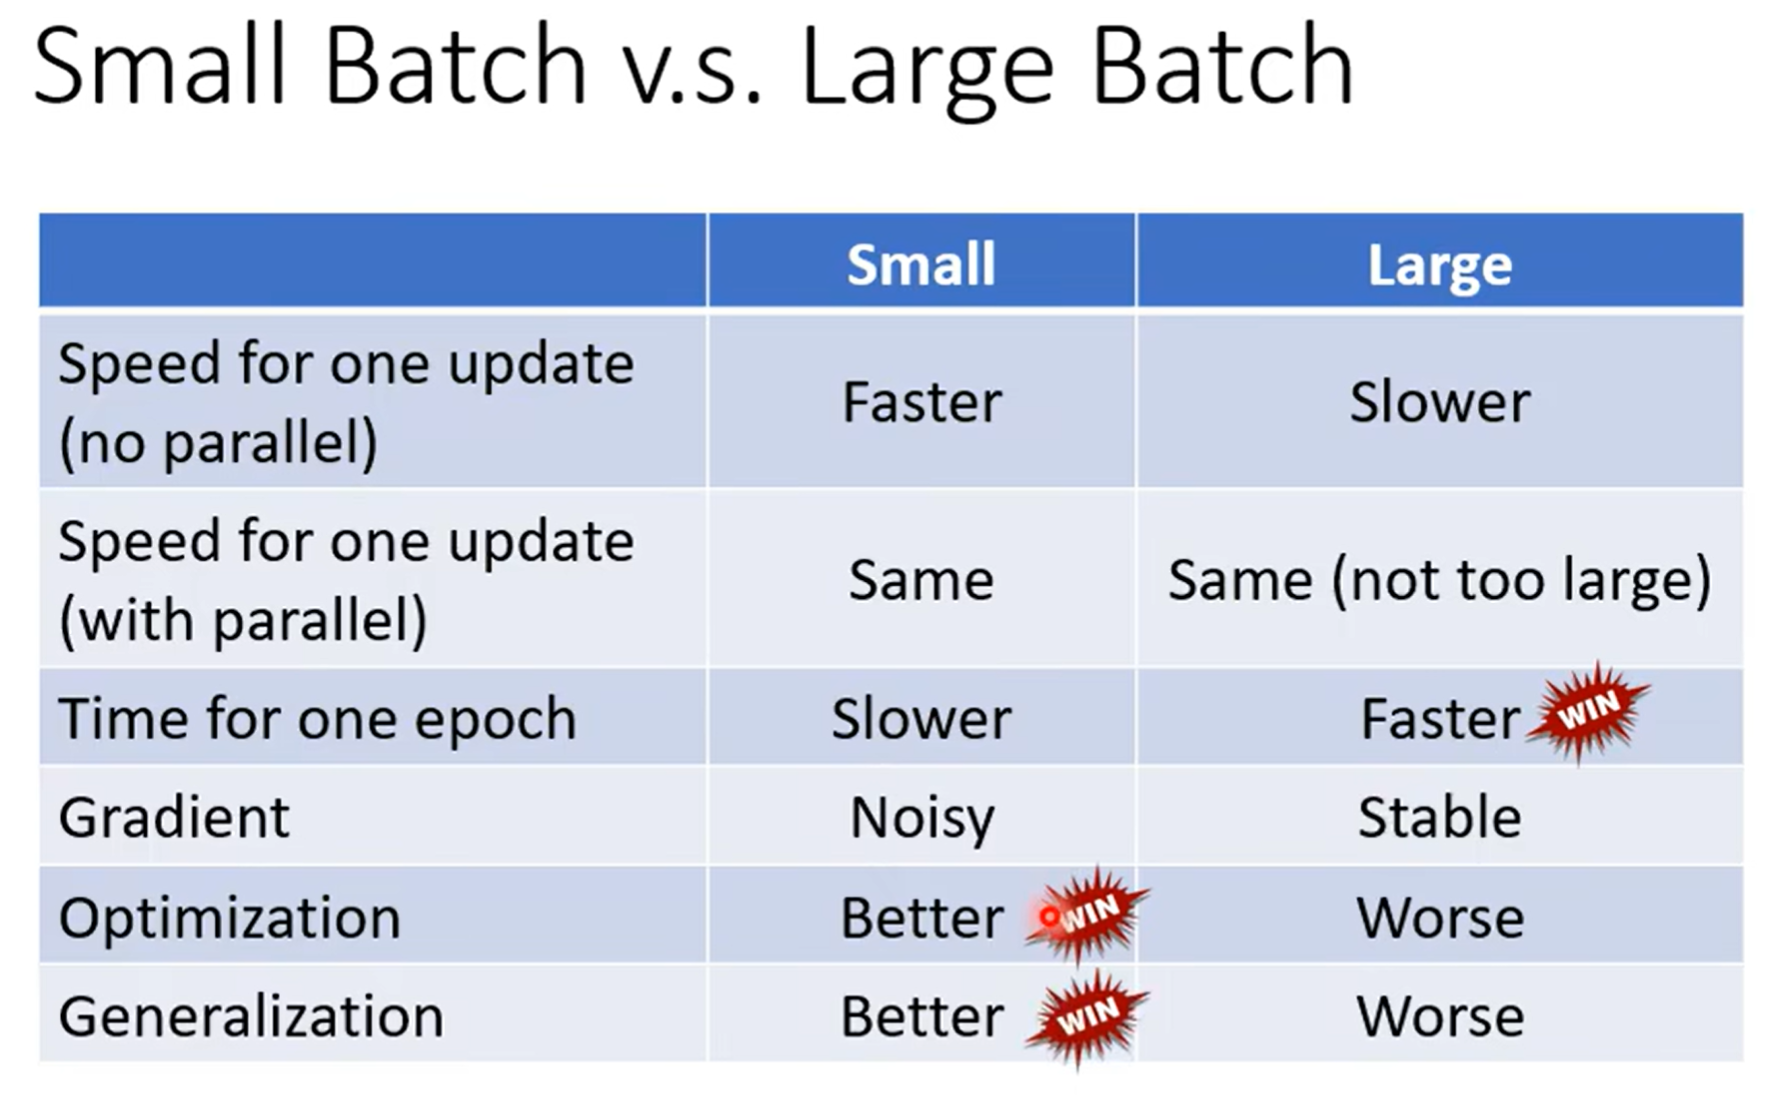 Small Batch v.s. Large Batch
Small
Large
Speed for one update
(no parallel)
Faster
Slower
Speed for one update
(with parallel)
Same
Same (not too large)
Time for one epoch
Slower
Faster
WIN
Gradient
Noisy
Stable
Optimization
Better
WIN
Worse
Generalization
Better
WIN
Worse